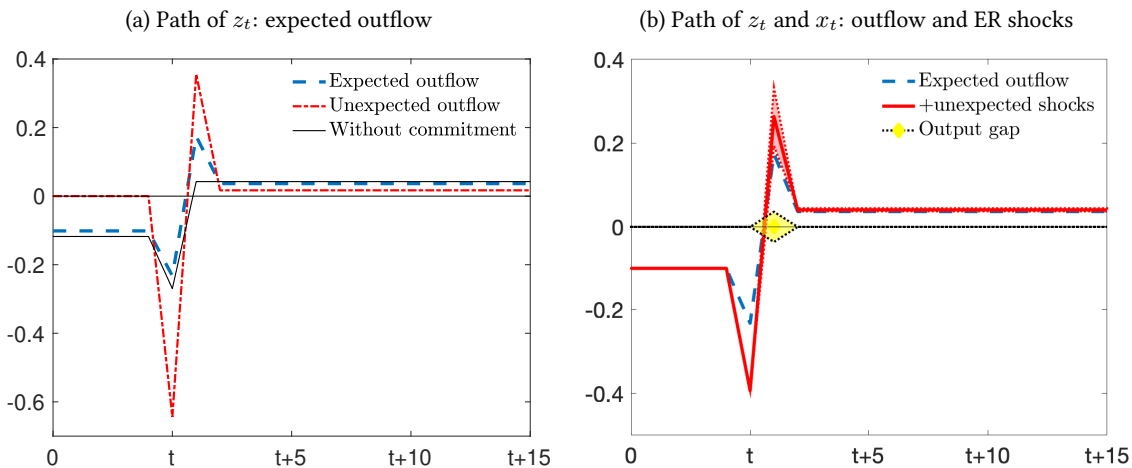 (a) Path of z_t: expected outflow
0.4
0.2
0
-0.2
-0.4
-0.6
0
t
t+5
t+10
t+15
Expected outflow
Unexpected outflow
Without commitment
(b) Path of z_t and x_t: outflow and ER shocks
0.4
0.2
0
-0.2
-0.4
0
t
t+5
t+10
t+15
Expected outflow
+unexpected shocks
Output gap